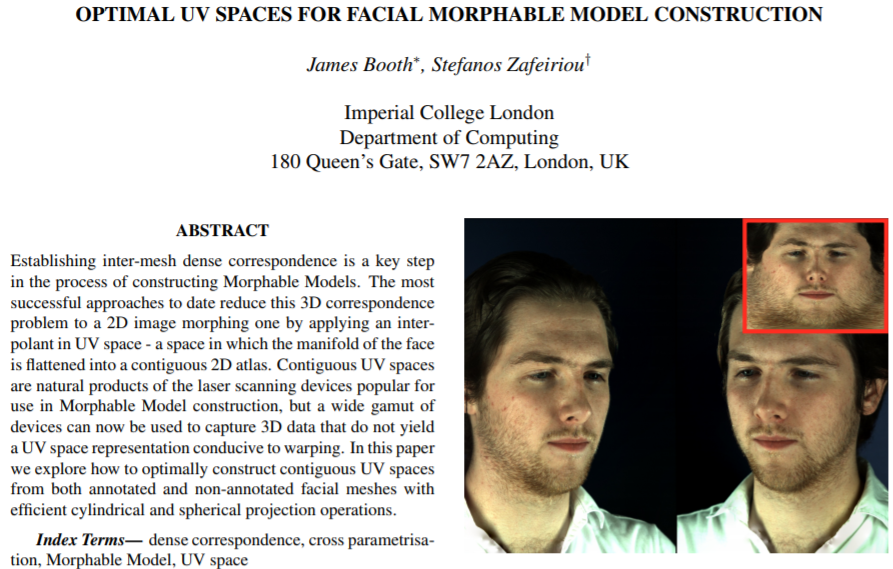 OPTIMAL UV SPACES FOR FACIAL MORPHABLE MODEL CONSTRUCTION
James Booth*, Stefanos Zafeiriou†
Imperial College London
Department of Computing
180 Queen's Gate, SW7 2AZ, London, UK
ABSTRACT
Establishing inter-mesh dense correspondence is a key step
in the process of constructing Morphable Models. The most
successful approaches to date reduce this 3D correspondence
problem to a 2D image morphing one by applying an inter-
polant in UV space - a space in which the manifold of the face
is flattened into a contiguous 2D atlas. Contiguous UV spaces
are natural products of the laser scanning devices popular for
use in Morphable Model construction, but a wide gamut of
devices can now be used to capture 3D data that do not yield
a UV space representation conducive to warping. In this paper
we explore how to optimally construct contiguous UV spaces
from both annotated and non-annotated facial meshes with
efficient cylindrical and spherical projection operations.
Index Terms— dense correspondence, cross parametrisa-
tion, Morphable Model, UV space